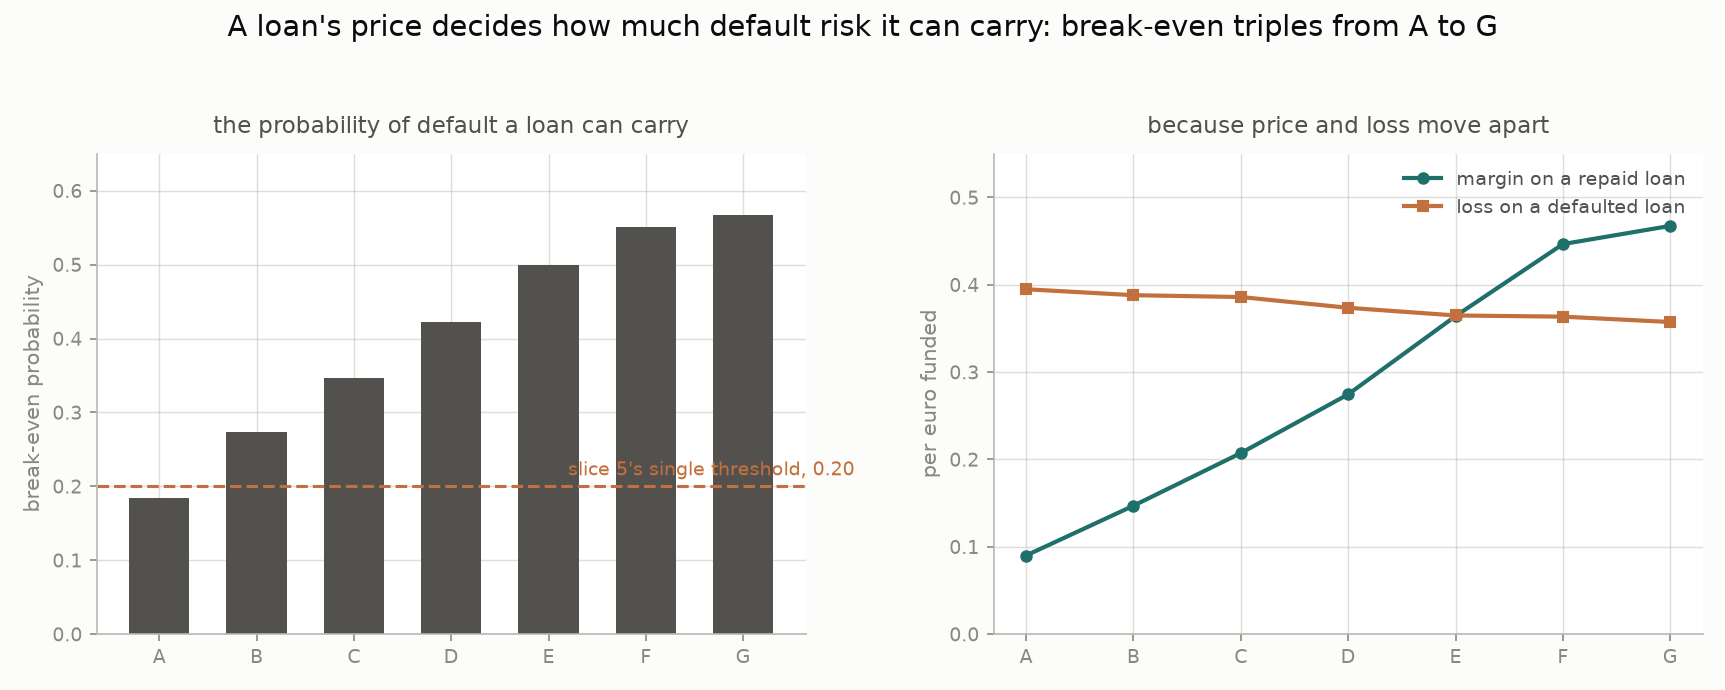 A loan's price decides how much default risk it can carry: break-even triples from A to G
the probability of default a loan can carry
break-even probability
0.6
0.5
0.4
0.3
0.2
0.1
0.0
slice 5's single threshold, 0.20
A B C D E F G
because price and loss move apart
per euro funded
0.5
0.4
0.3
0.2
0.1
0.0
margin on a repaid loan
loss on a defaulted loan
A B C D E F G